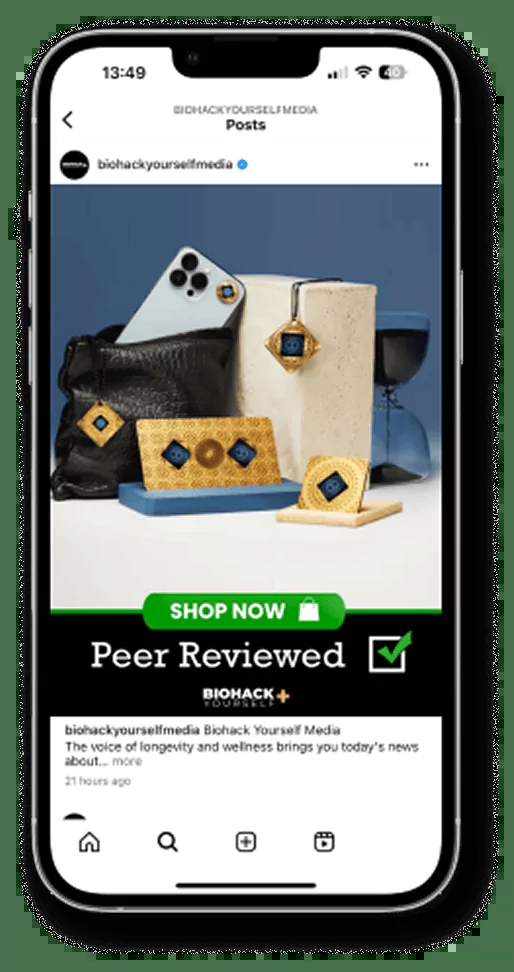 13:49
40
BIOHACKYOURSELFMEDIA
Posts
biohackyourselfmedia
SHOP NOW
Peer Reviewed
BIOHACK
YOURSELF
biohackyourselfmedia Biohack Yourself Media
The voice of longevity and wellness brings you today's news
about... more
21 hours ago